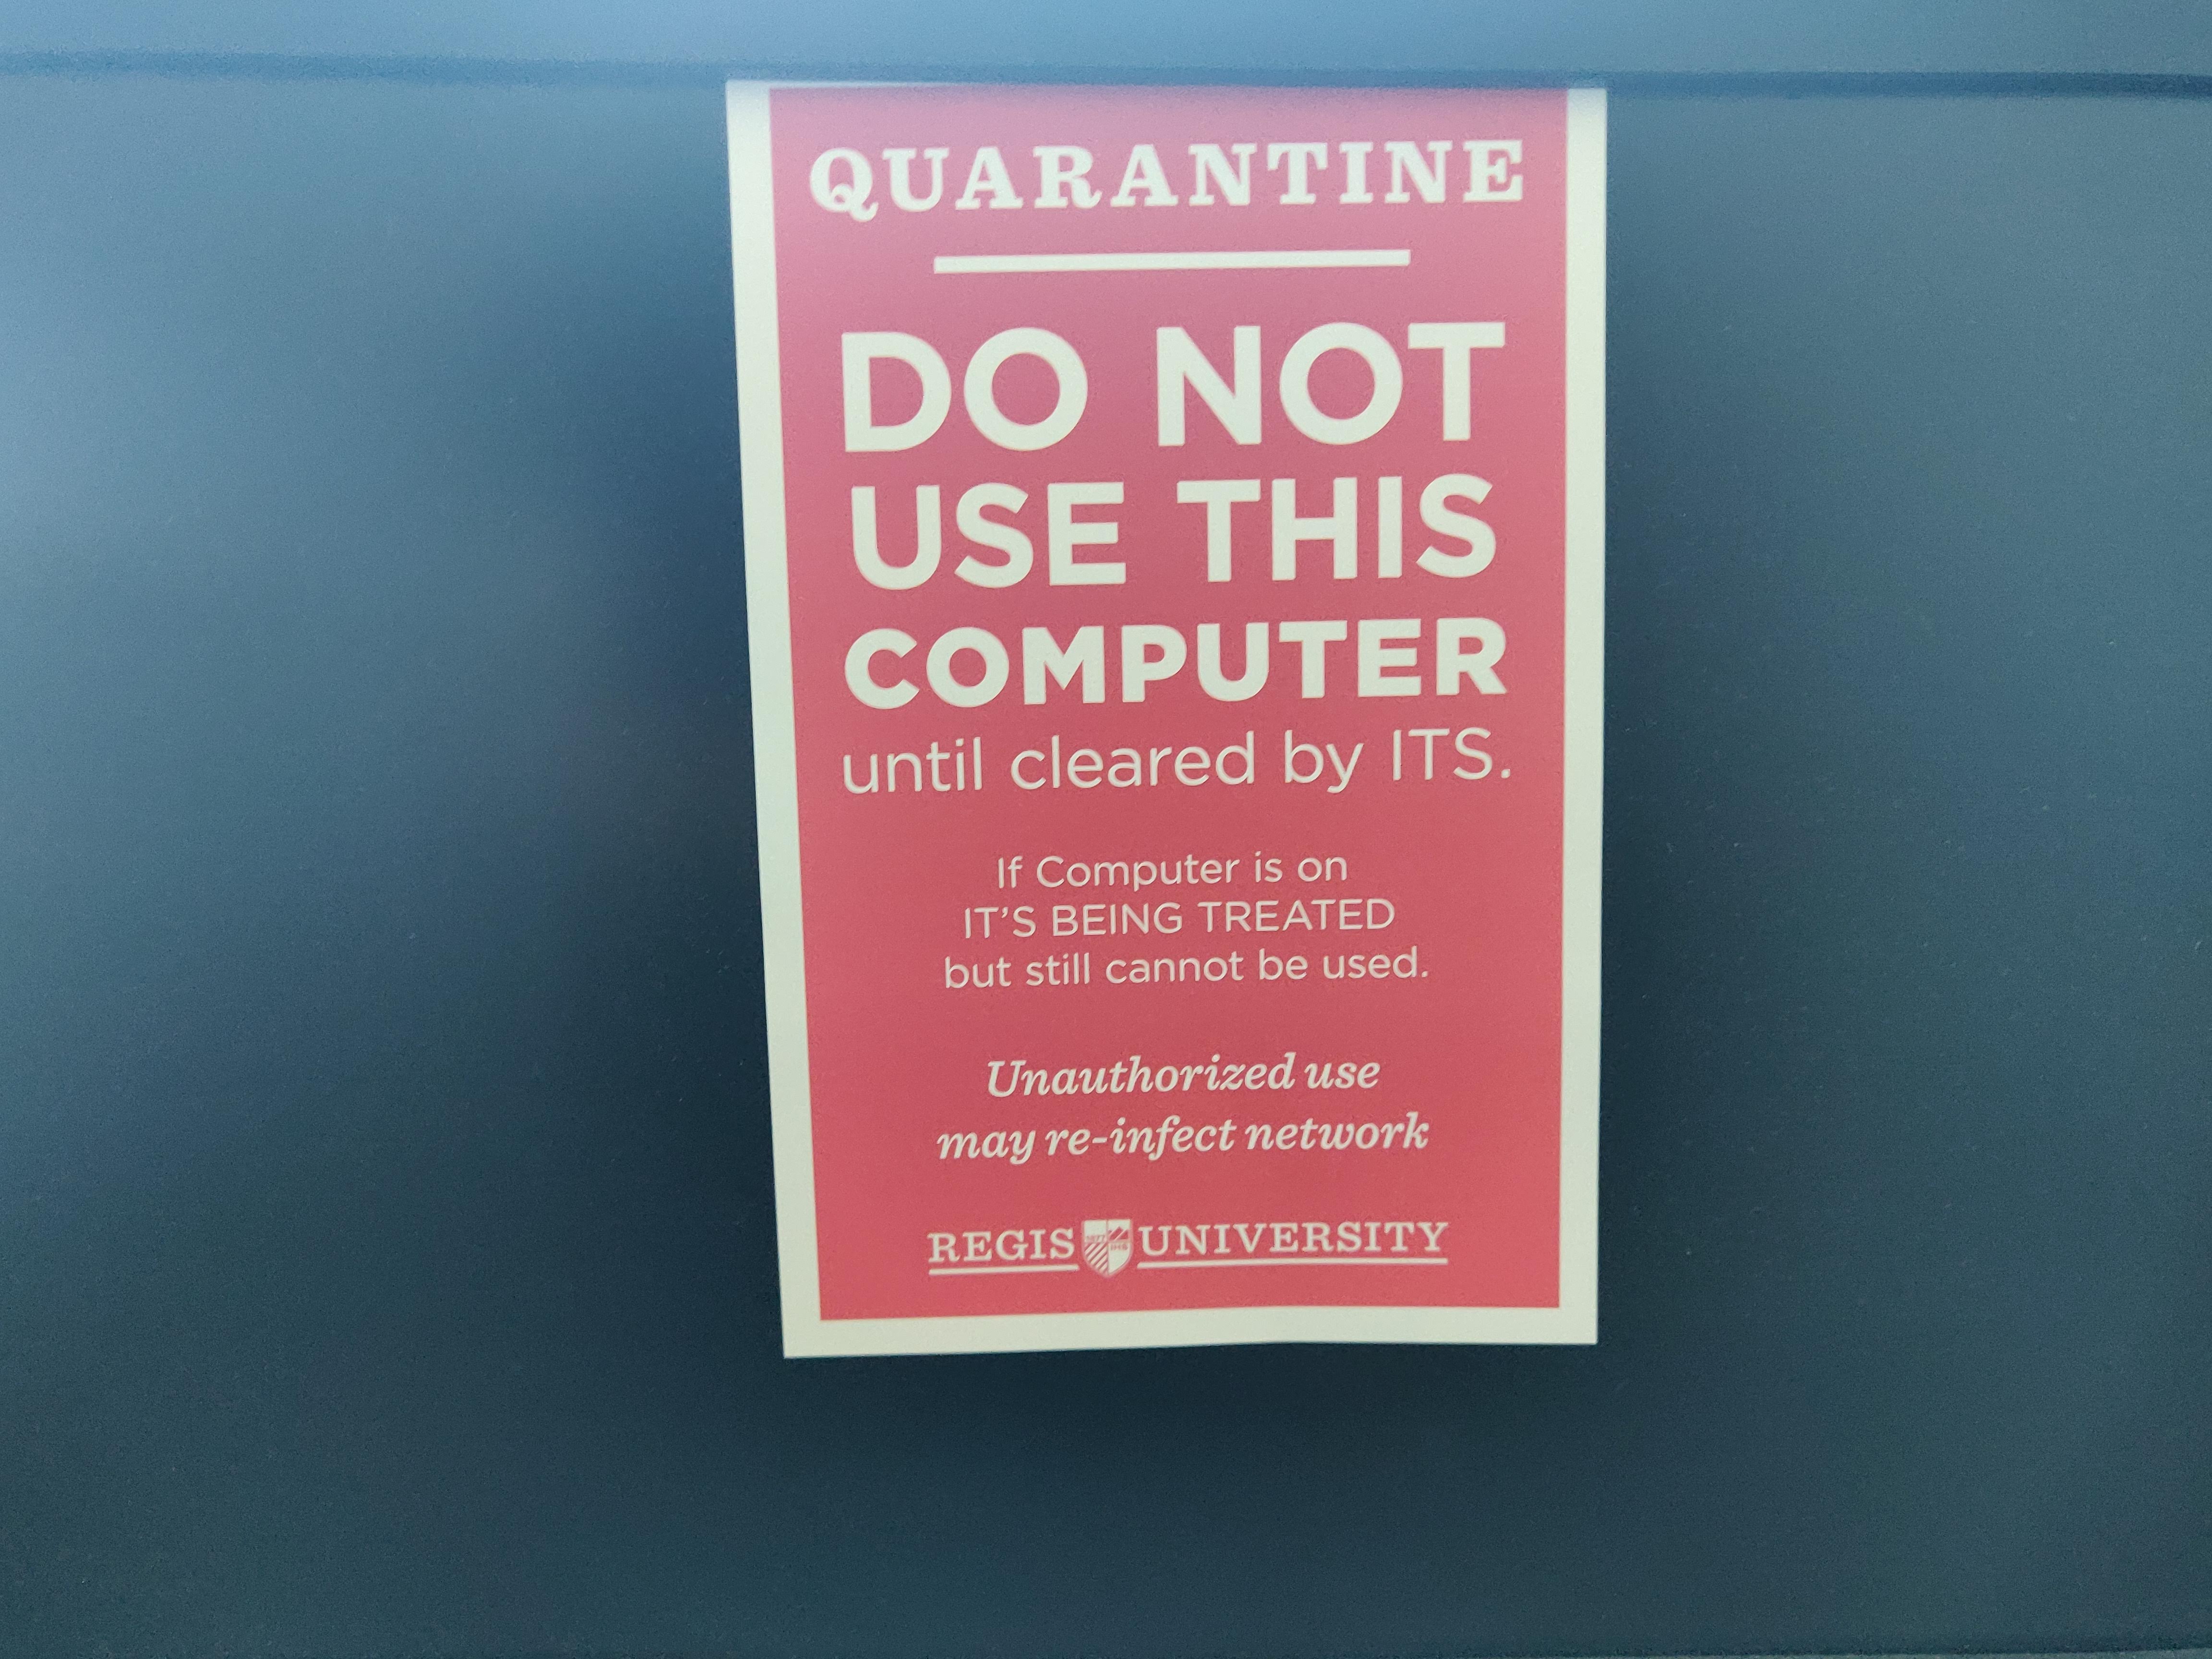 QUARANTINE
DO NOT
USE THIS
COMPUTER
until cleared by ITS.
If Computer is on
IT'S BEING TREATED
but still cannot be used.
Unauthorized use
may re-infect network
REGIS UNIVERSITY